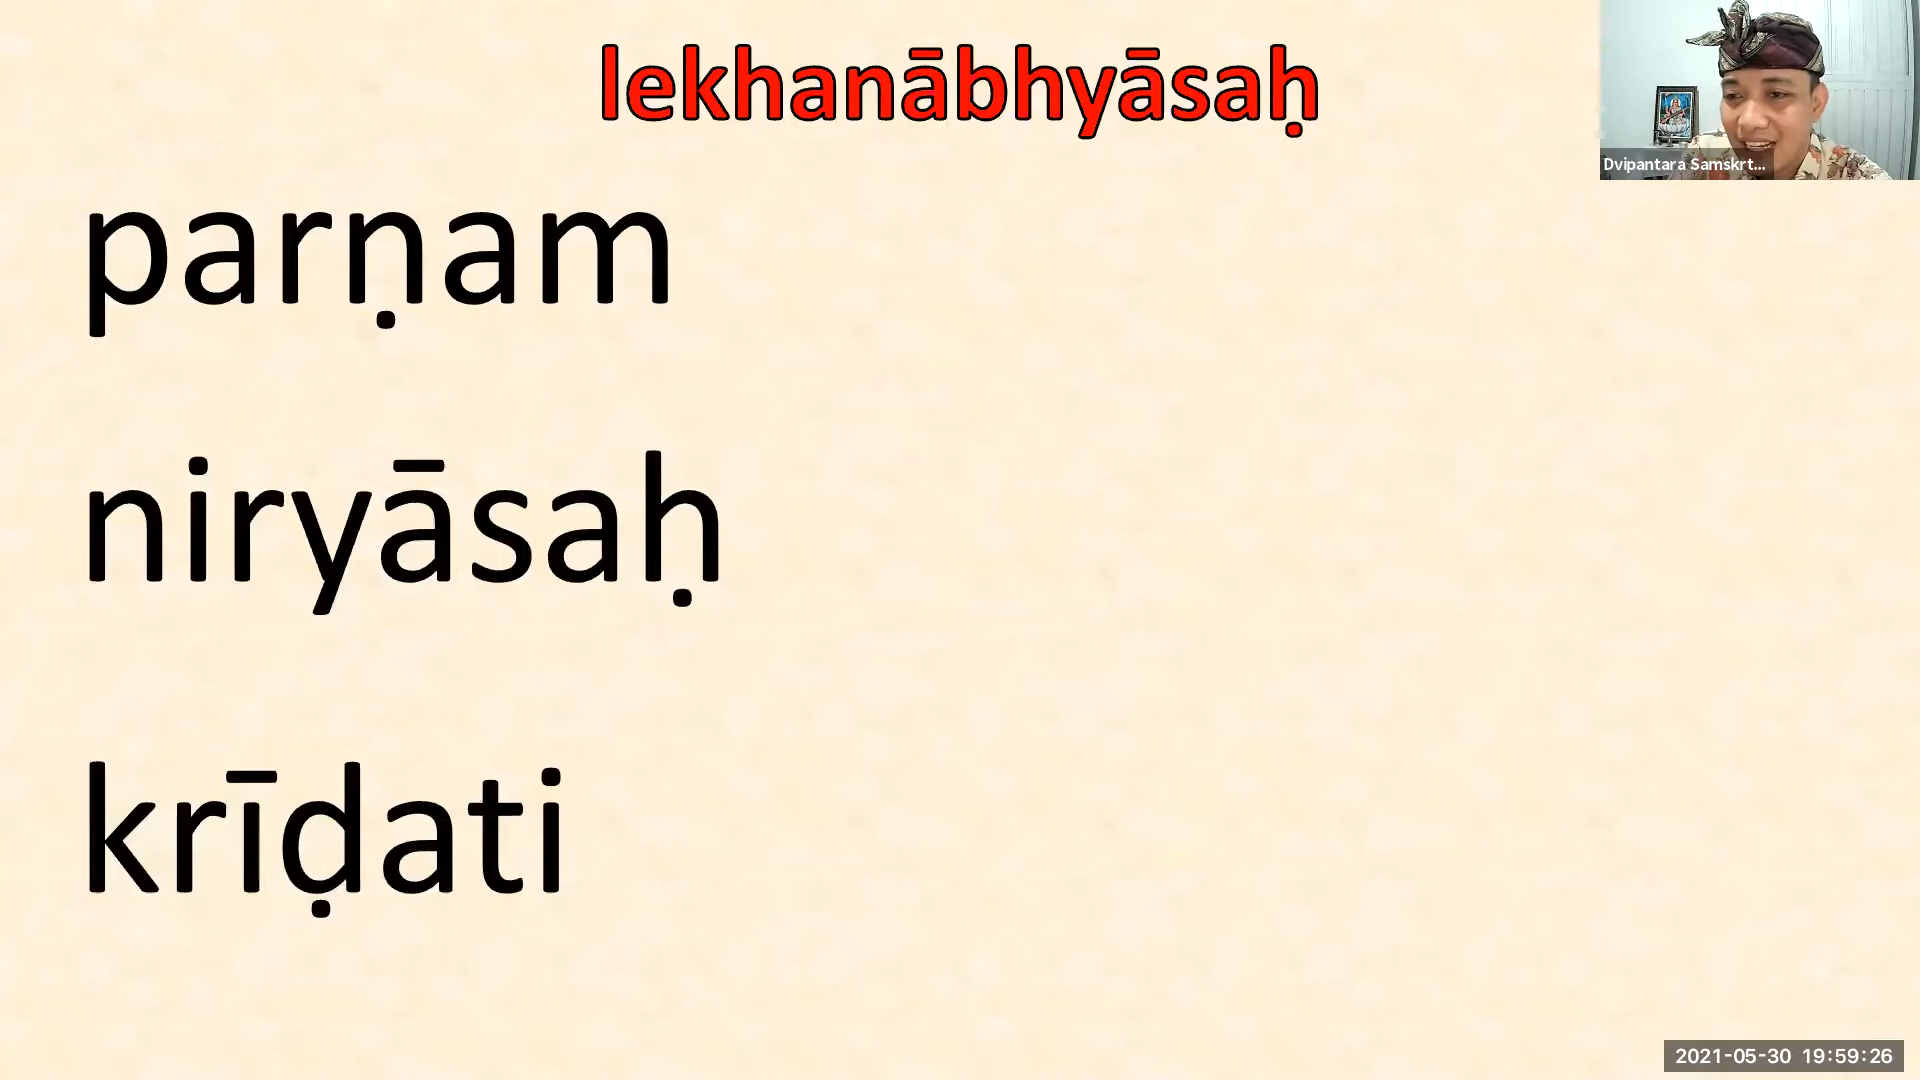 lekhanābhyāsaḥ
Dvipantara Samskrt...
parṇam
niryāsaḥ
krīḍati
2021-05-30 19:59:26